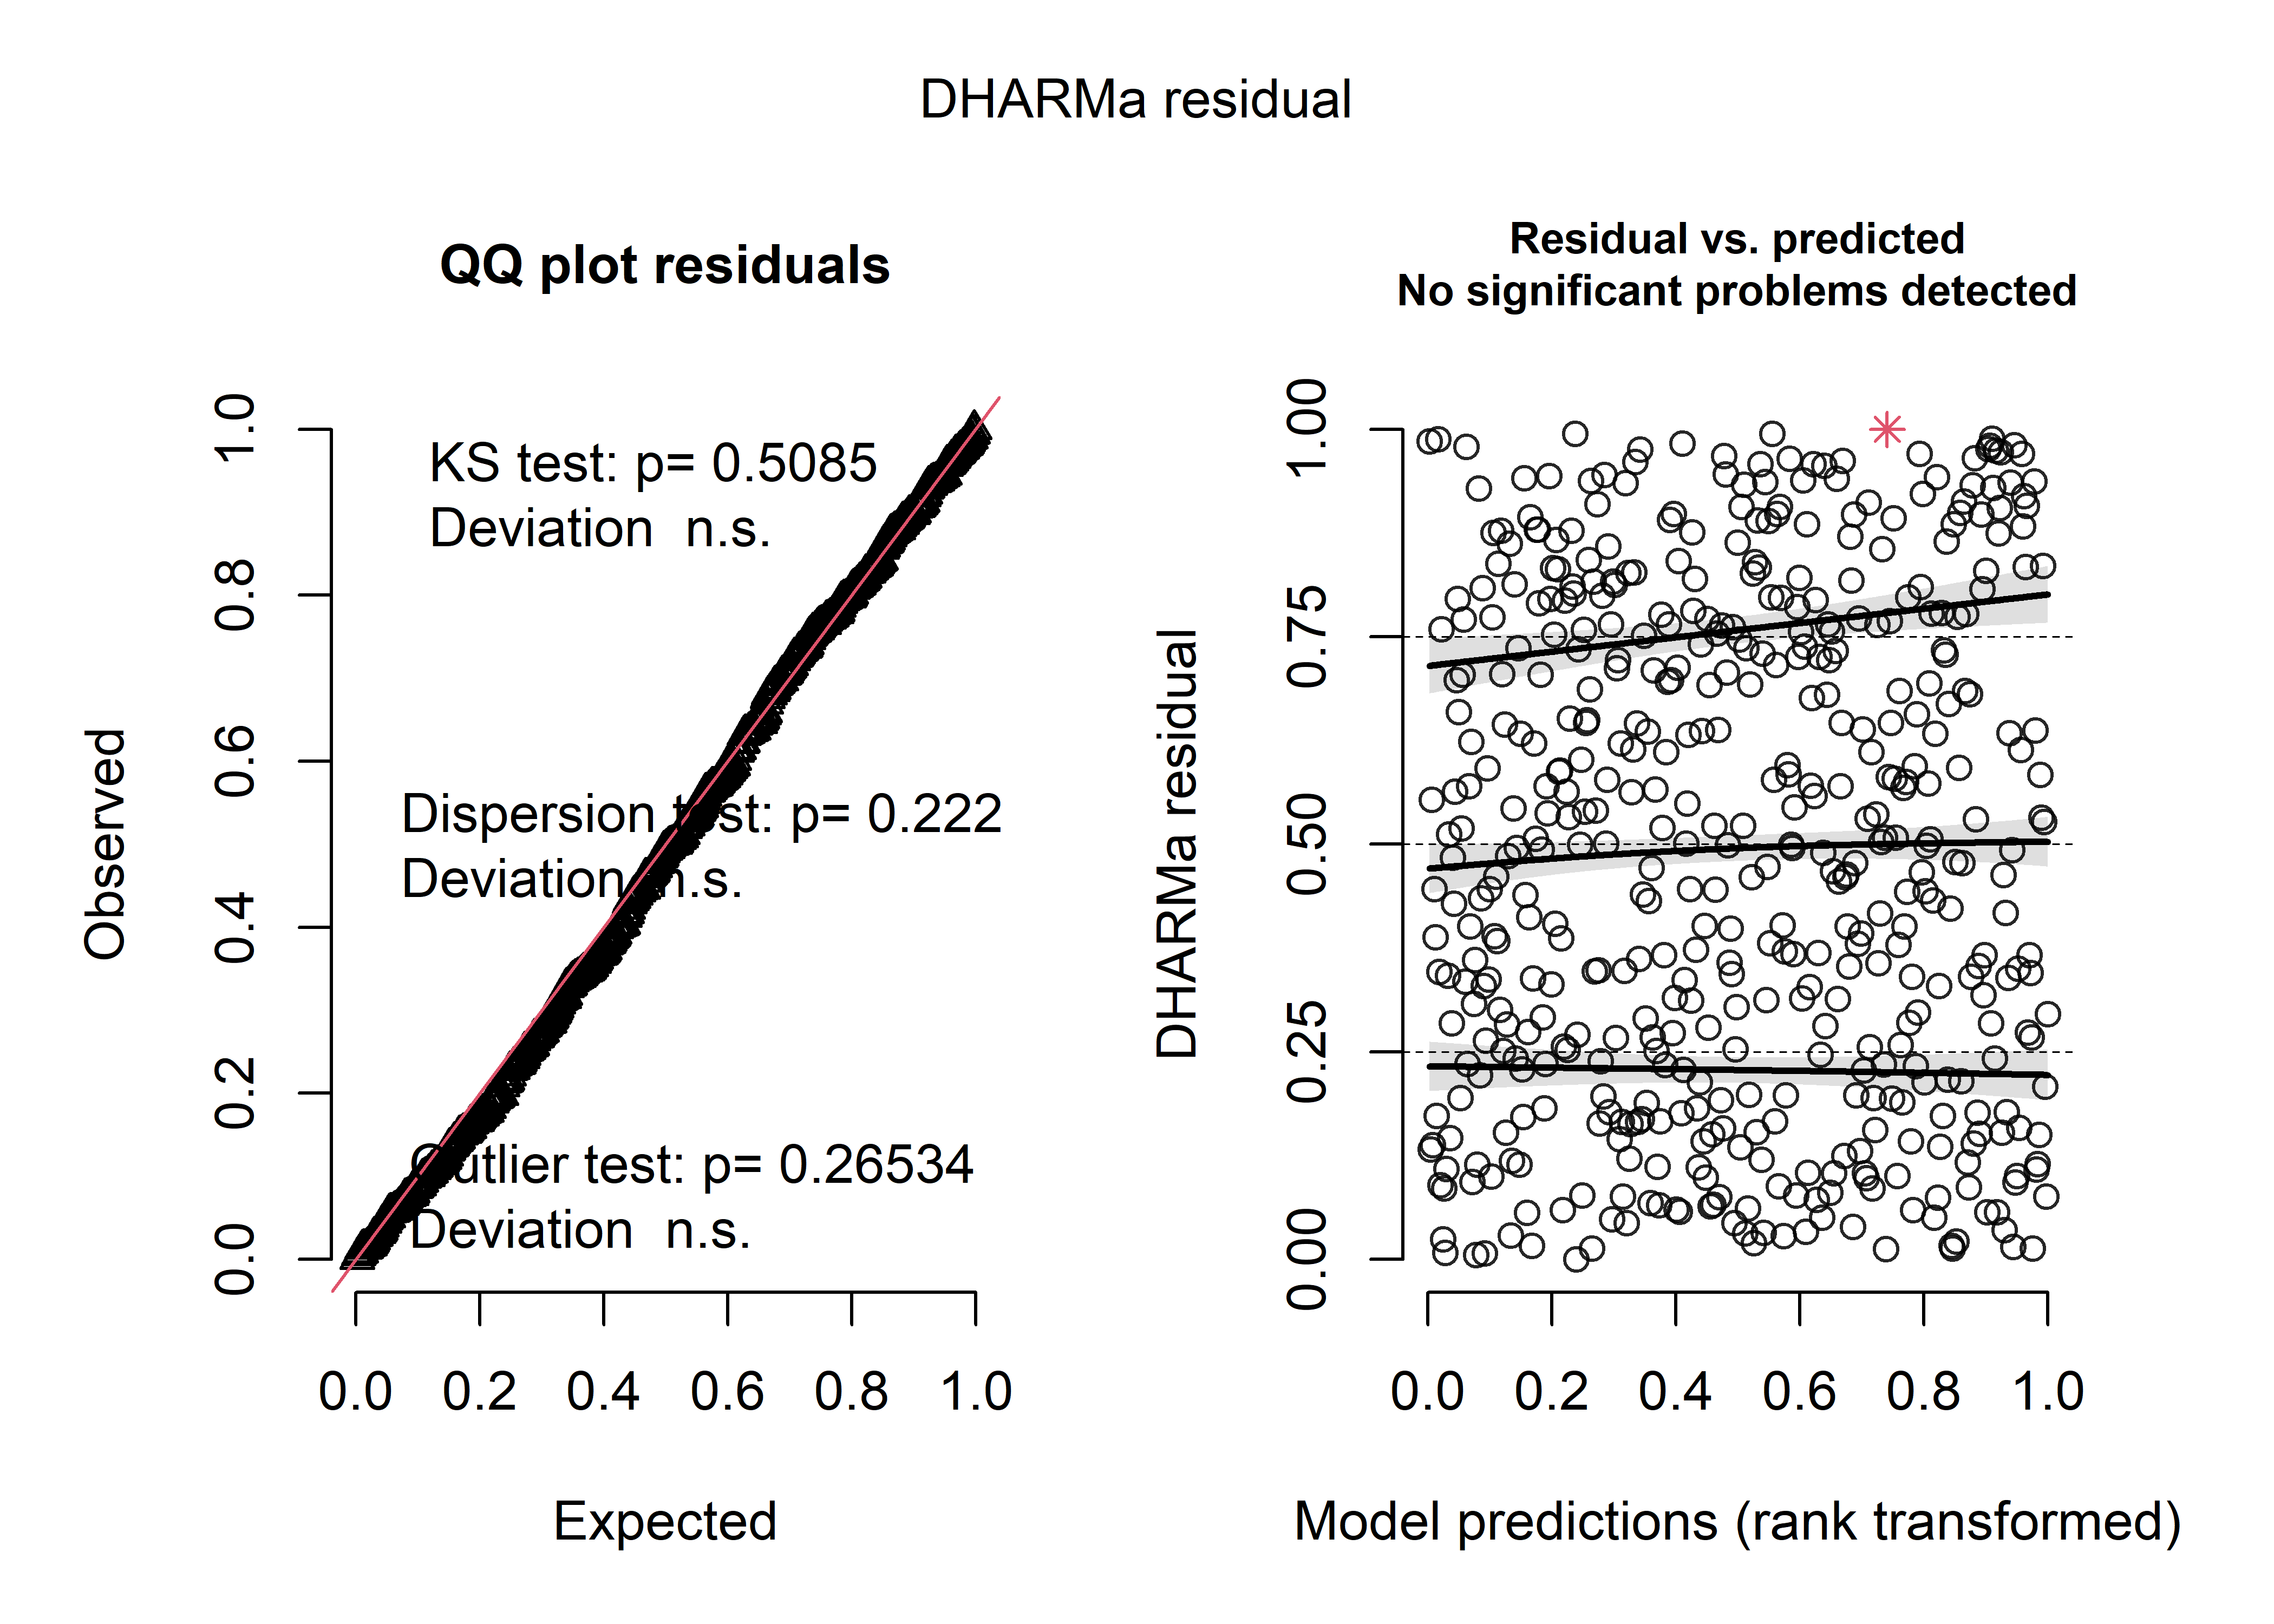 DHARMa residual
QQ plot residuals
KS test: p= 0.5085
Deviation  n.s.
Dispersion test: p= 0.222
Deviation  n.s.
Outlier test: p= 0.26534
Deviation  n.s.
Observed
0.0 0.2 0.4 0.6 0.8 1.0
0.0 0.2 0.4 0.6 0.8 1.0
Expected
Residual vs. predicted
No significant problems detected
DHARMa residual
0.00 0.25 0.50 0.75 1.00
0.0 0.2 0.4 0.6 0.8 1.0
Model predictions (rank transformed)